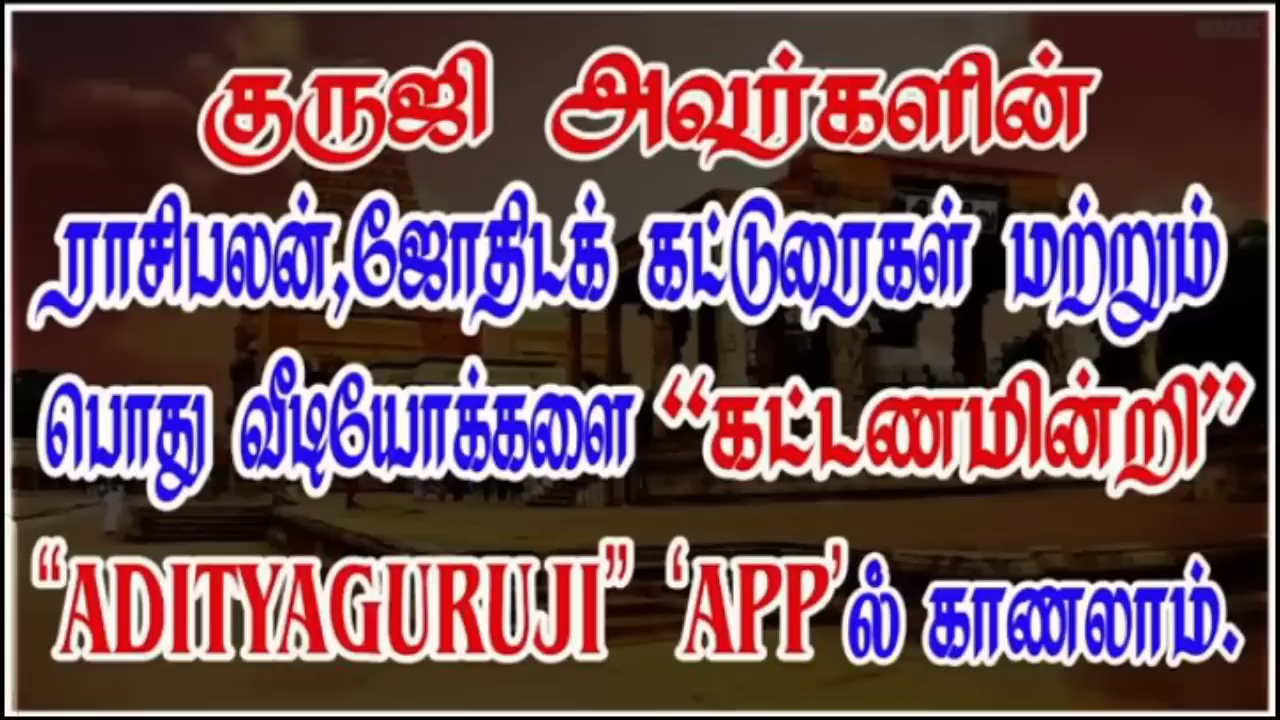 குருஜி அவர்களின்
ராசிபலன்,ஜோதிடக் கட்டுரைகள் மற்றும்
பொது வீடியோக்களை “கட்டணமின்றி”
“ADITYAGURUJI” ‘APP’ல் காணலாம்.